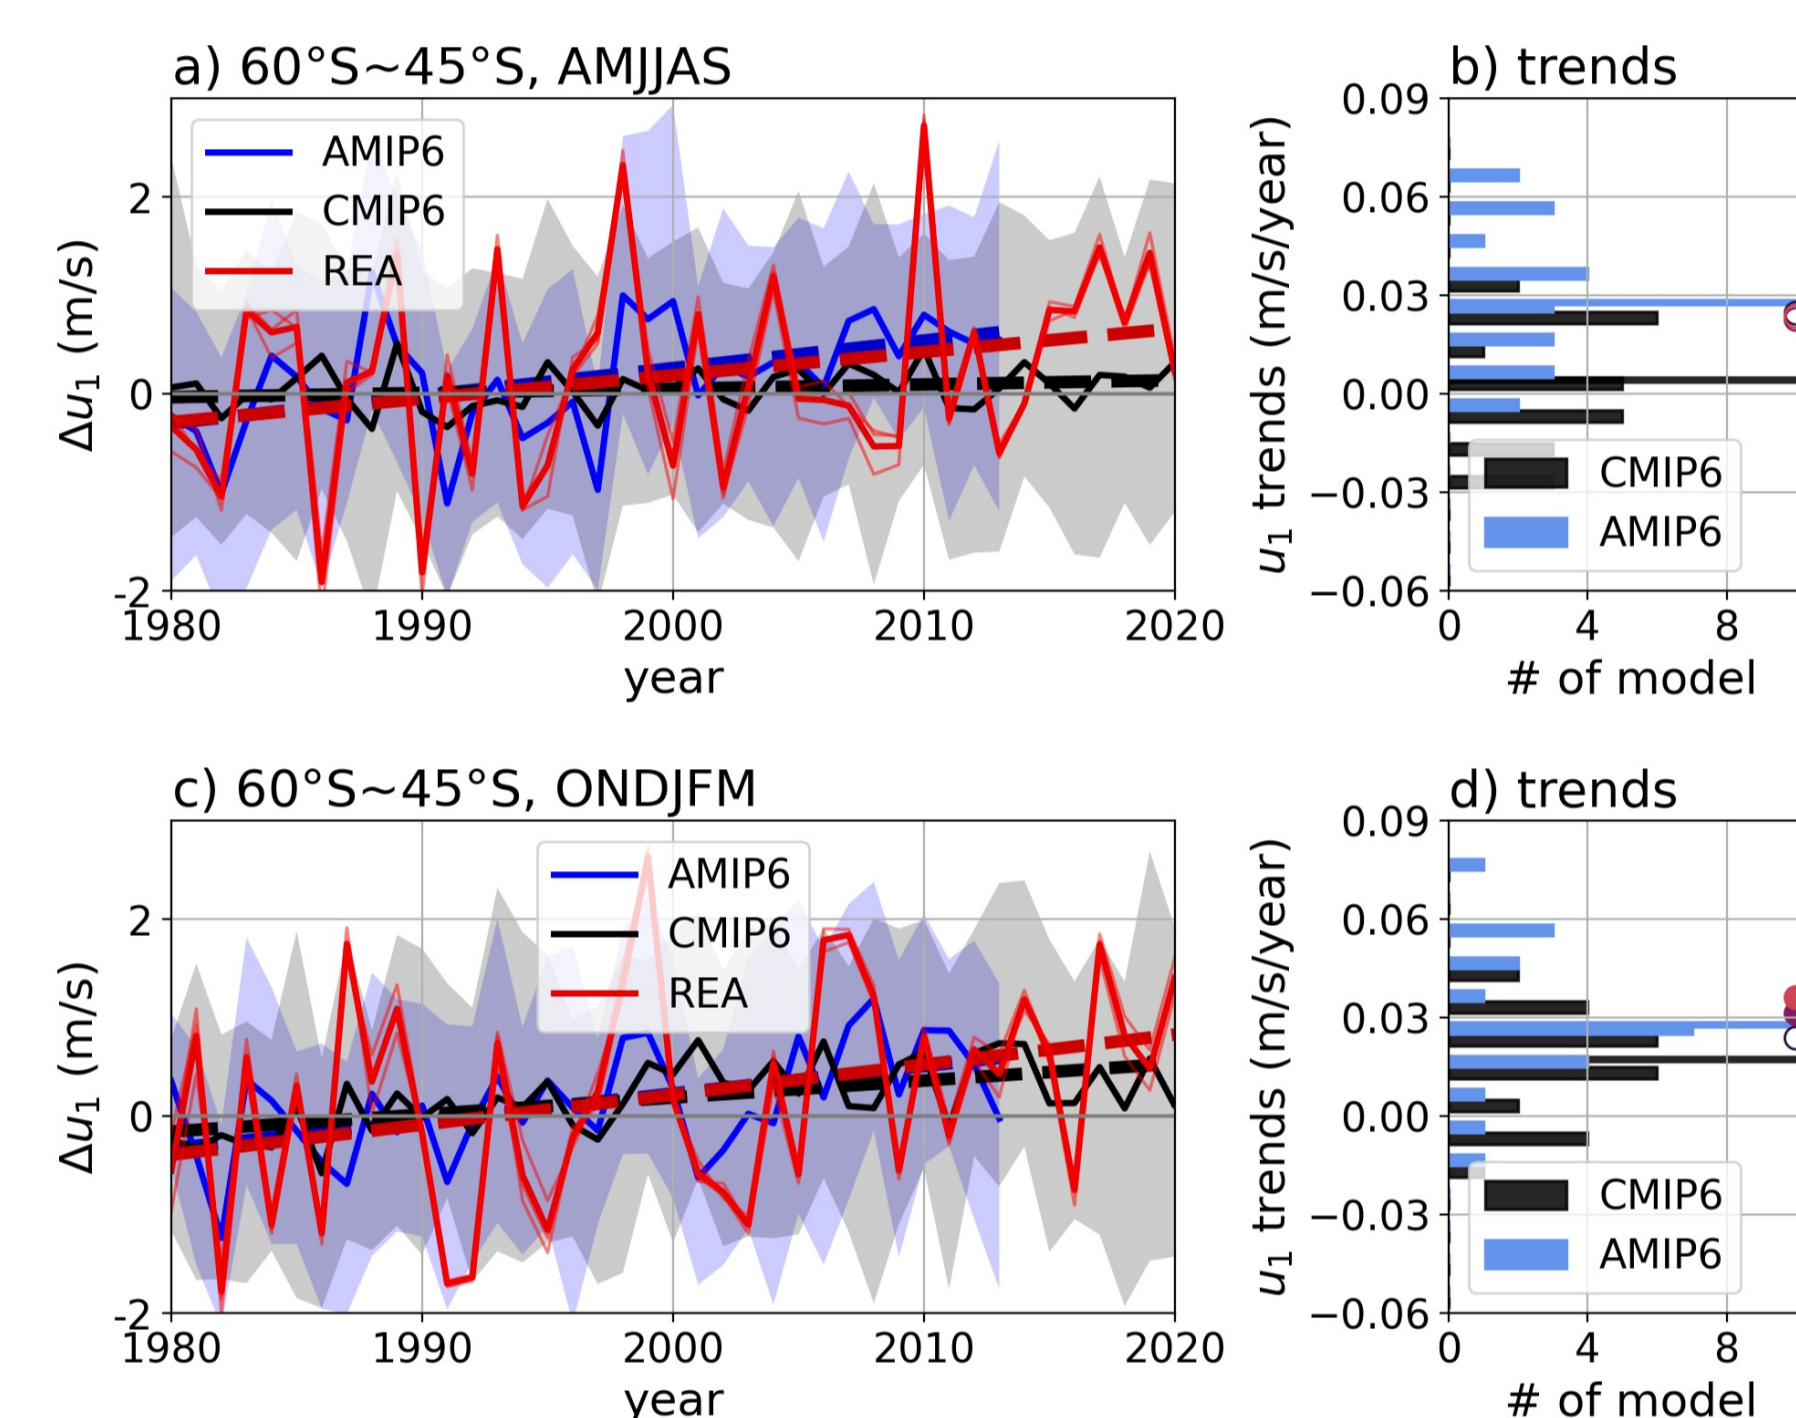 a) 60°S~45°S, AMJJAS
AMIP6
CMIP6
REA
Δu1 (m/s)
2
0
-2
1980 1990 2000 2010 2020
year
b) trends
u1 trends (m/s/year)
0.09
0.06
0.03
0.00
−0.03
−0.06
CMIP6
AMIP6
0 4 8
# of model
c) 60°S~45°S, ONDJFM
AMIP6
CMIP6
REA
Δu1 (m/s)
2
0
-2
1980 1990 2000 2010 2020
year
d) trends
u1 trends (m/s/year)
0.09
0.06
0.03
0.00
−0.03
−0.06
CMIP6
AMIP6
0 4 8
# of model